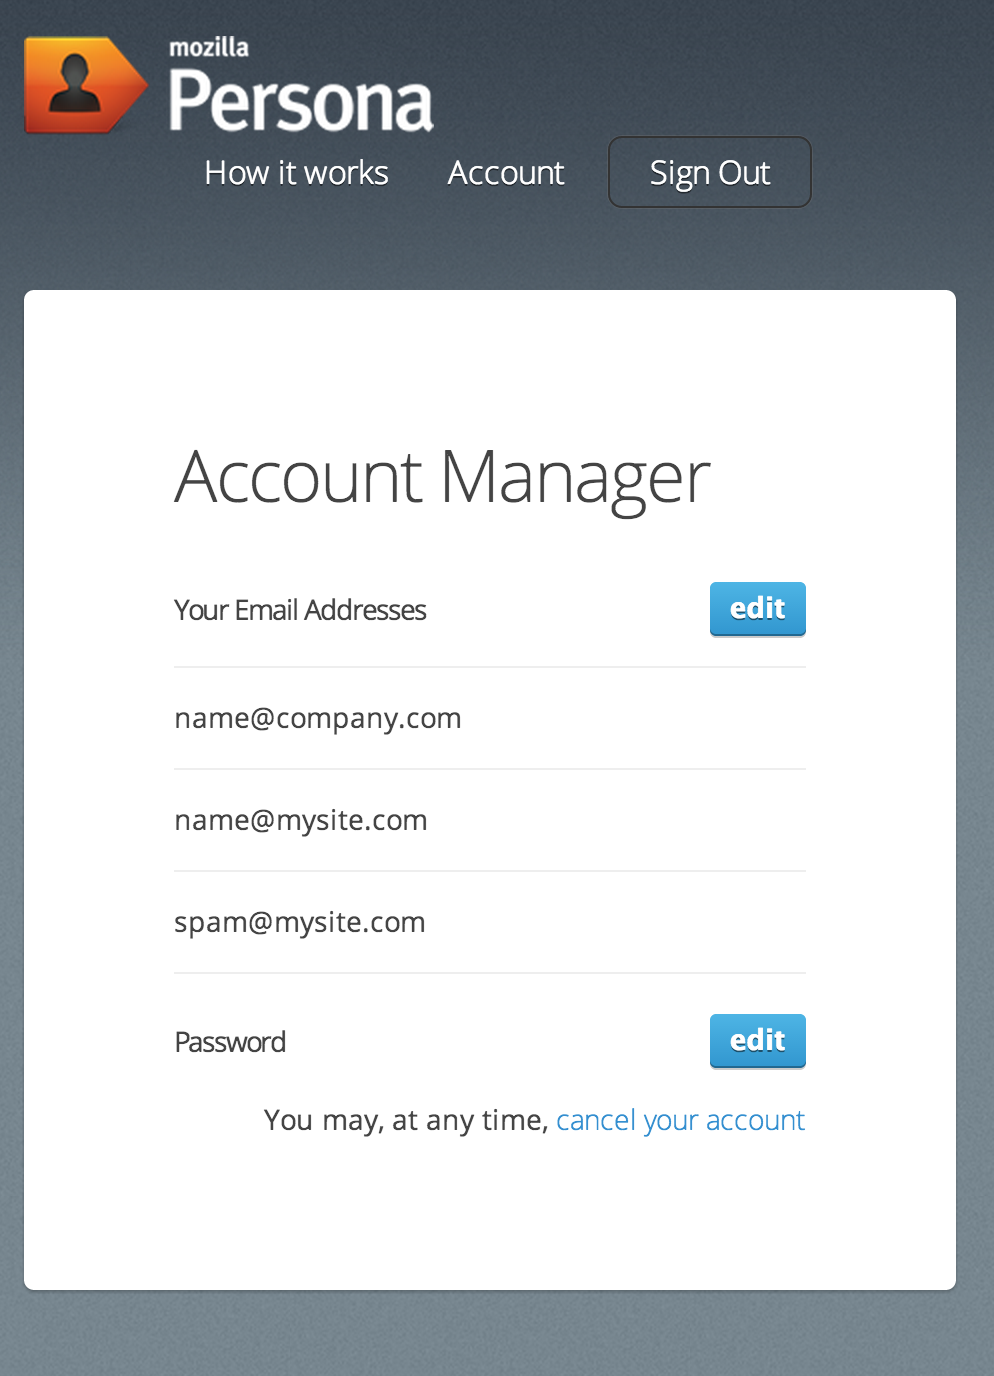 mozilla
Persona
How it works Account Sign Out
Account Manager
Your Email Addresses edit
name@company.com
name@mysite.com
spam@mysite.com
Password edit
You may, at any time, cancel your account